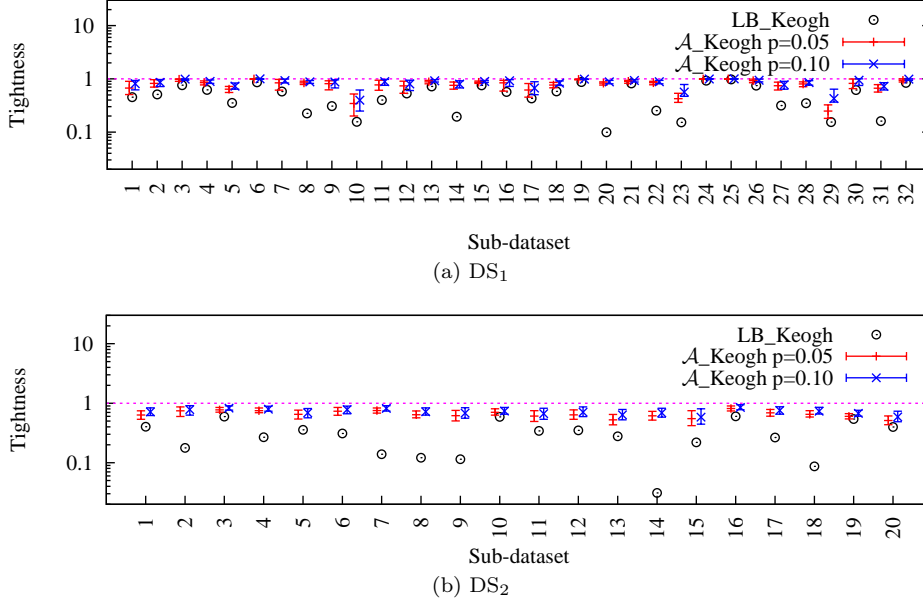 10
1
0.1
Tightness
LB_Keogh
𝒜_Keogh p=0.05
𝒜_Keogh p=0.10
1 2 3 4 5 6 7 8 9 10 11 12 13 14 15 16 17 18 19 20 21 22 23 24 25 26 27 28 29 30 31 32
Sub-dataset
(a) DS₁
10
1
0.1
Tightness
LB_Keogh
𝒜_Keogh p=0.05
𝒜_Keogh p=0.10
1 2 3 4 5 6 7 8 9 10 11 12 13 14 15 16 17 18 19 20
Sub-dataset
(b) DS₂